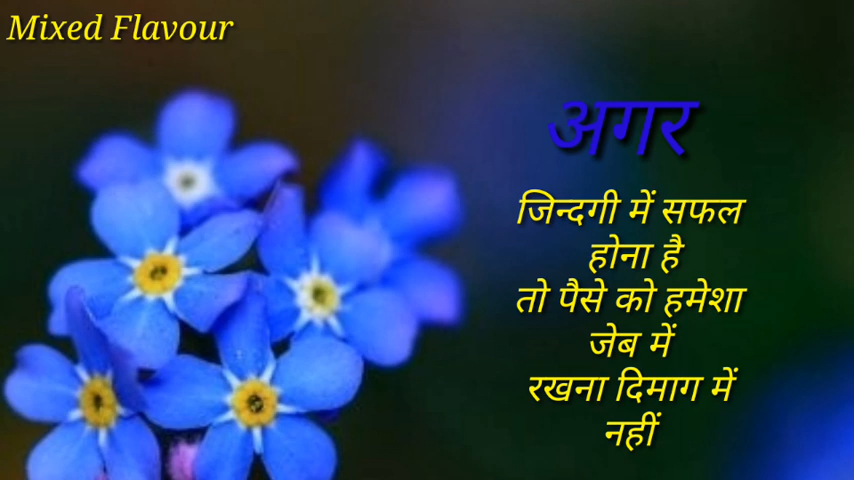 Mixed Flavour
अगर
जिन्दगी में सफल
होना है
तो पैसे को हमेशा
जेब में
रखना दिमाग में
नहीं